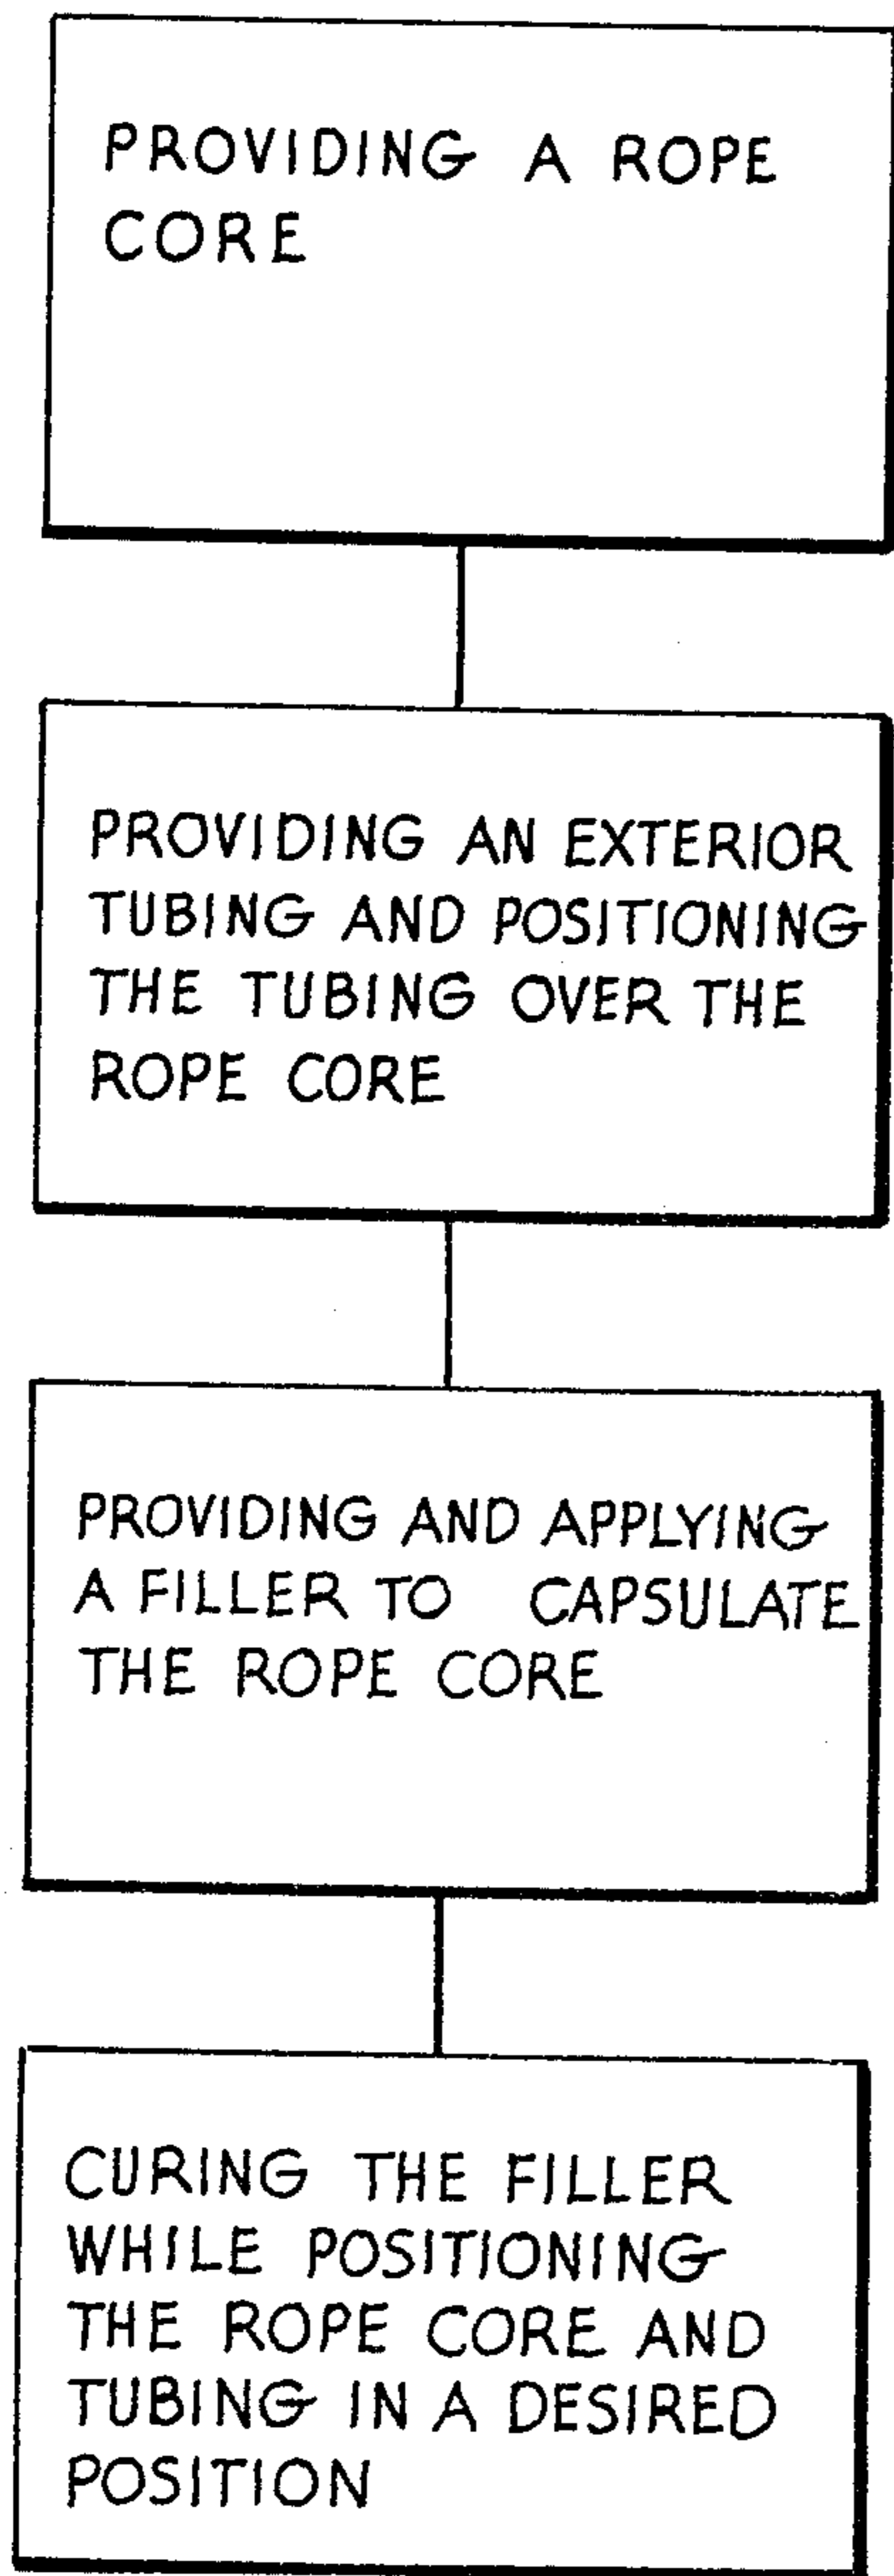 PROVIDING A ROPE
CORE
PROVIDING AN EXTERIOR
TUBING AND POSITIONING
THE TUBING OVER THE
ROPE CORE
PROVIDING AND APPLYING
A FILLER TO CAPSULATE
THE ROPE CORE
CURING THE FILLER
WHILE POSITIONING
THE ROPE CORE AND
TUBING IN A DESIRED
POSITION